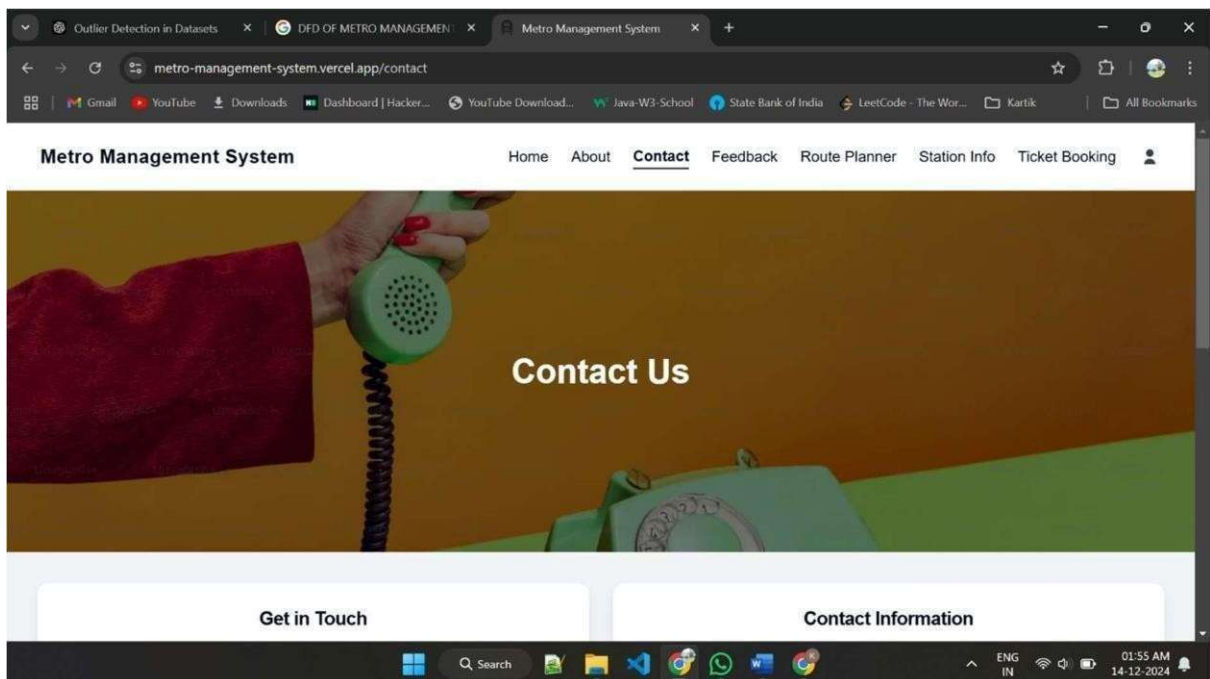 Outlier Detection in Datasets
DFD OF METRO MANAGEMENT
Metro Management System
metro-management-system.vercel.app/contact
Gmail
YouTube
Downloads
Dashboard | Hacker...
YouTube Download...
Java-W3-School
State Bank of India
LeetCode - The Wor...
Kartik
All Bookmarks
Metro Management System
Home About Contact Feedback Route Planner Station Info Ticket Booking
Contact Us
Get in Touch
Contact Information
Search
ENG
IN
01:55 AM
14-12-2024